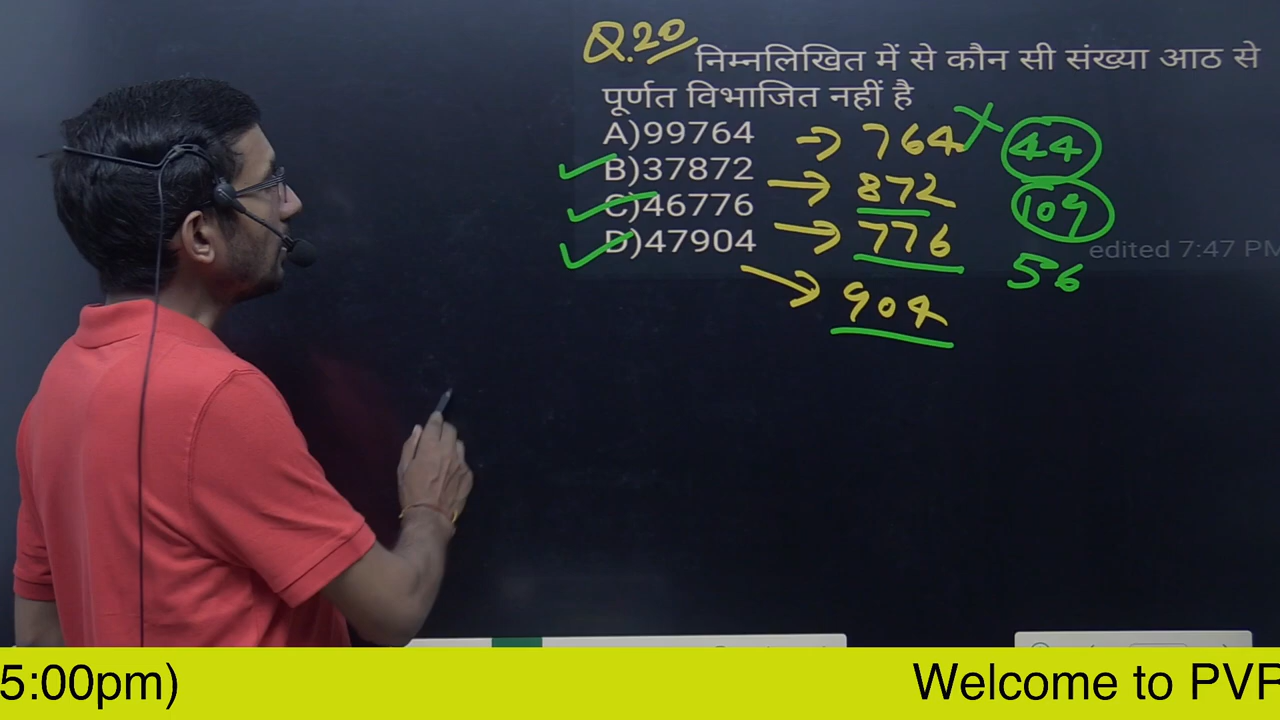 Q.20 निम्नलिखित में से कौन सी संख्या आठ से
पूर्णत विभाजित नहीं है
A)99764 → 764 × 44
B)37872 → 872 109
C)46776 → 776 56
D)47904 → 904
edited 7:47 PM
5:00pm) Welcome to PVR